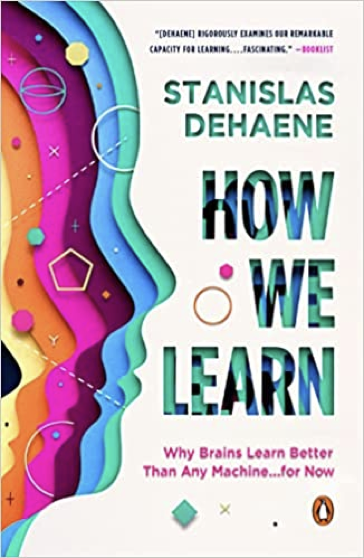 "[DEHAENE] RIGOROUSLY EXAMINES OUR REMARKABLE
CAPACITY FOR LEARNING....FASCINATING." —BOOKLIST
STANISLAS
DEHAENE
HOW
WE
LEARN
Why Brains Learn Better
Than Any Machine...for Now